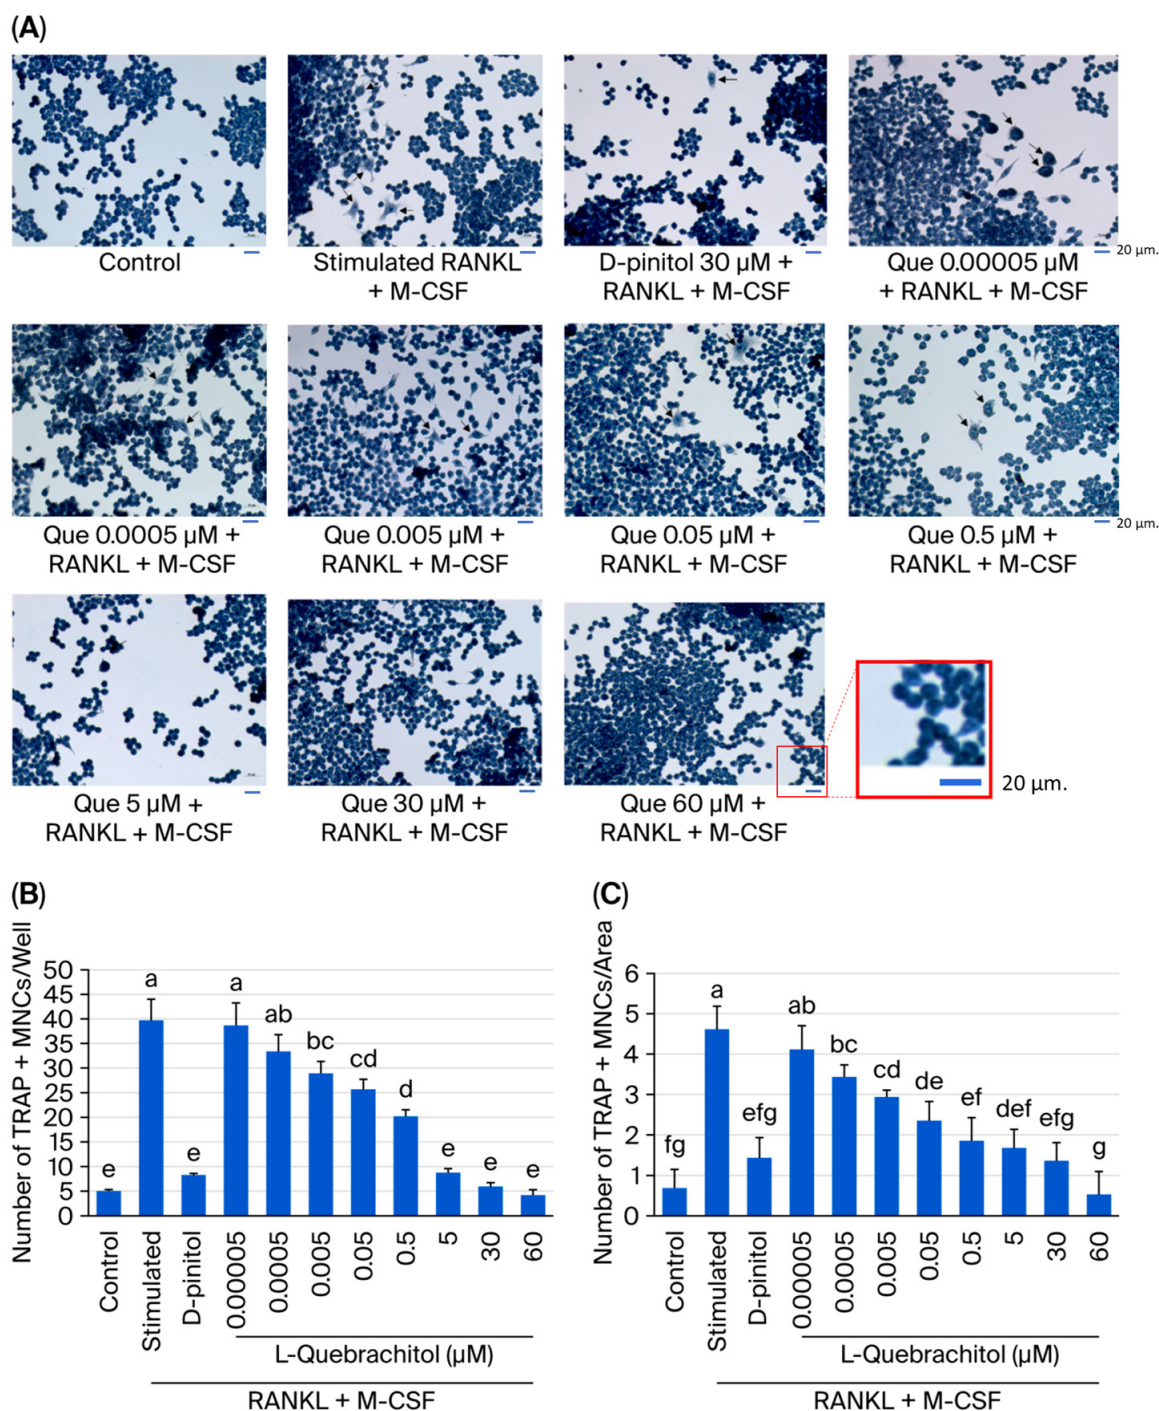 (A)
Control
Stimulated RANKL
+ M-CSF
D-pinitol 30 µM +
RANKL + M-CSF
Que 0.00005 µM
+ RANKL + M-CSF
20 µm.
Que 0.0005 µM +
RANKL + M-CSF
Que 0.005 µM +
RANKL + M-CSF
Que 0.05 µM +
RANKL + M-CSF
Que 0.5 µM +
RANKL + M-CSF
20 µm.
Que 5 µM +
RANKL + M-CSF
Que 30 µM +
RANKL + M-CSF
Que 60 µM +
RANKL + M-CSF
20 µm.
(B)
Number of TRAP + MNCs/Well
50
45
40
35
30
25
20
15
10
5
0
e
a
e
a
ab
bc
cd
d
e
e
e
Control
Stimulated
D-pinitol
0.00005
0.0005
0.005
0.05
0.5
5
30
60
L-Quebrachitol (µM)
RANKL + M-CSF
(C)
Number of TRAP + MNCs/Area
6
5
4
3
2
1
0
fg
a
efg
ab
bc
cd
de
ef
def
efg
g
Control
Stimulated
D-pinitol
0.00005
0.0005
0.005
0.05
0.5
5
30
60
L-Quebrachitol (µM)
RANKL + M-CSF